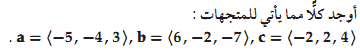 أوجد كلًّا مما يأتي للمتجهات :
. a = ⟨−5, −4, 3⟩, b = ⟨6, −2, −7⟩, c = ⟨−2, 2, 4⟩